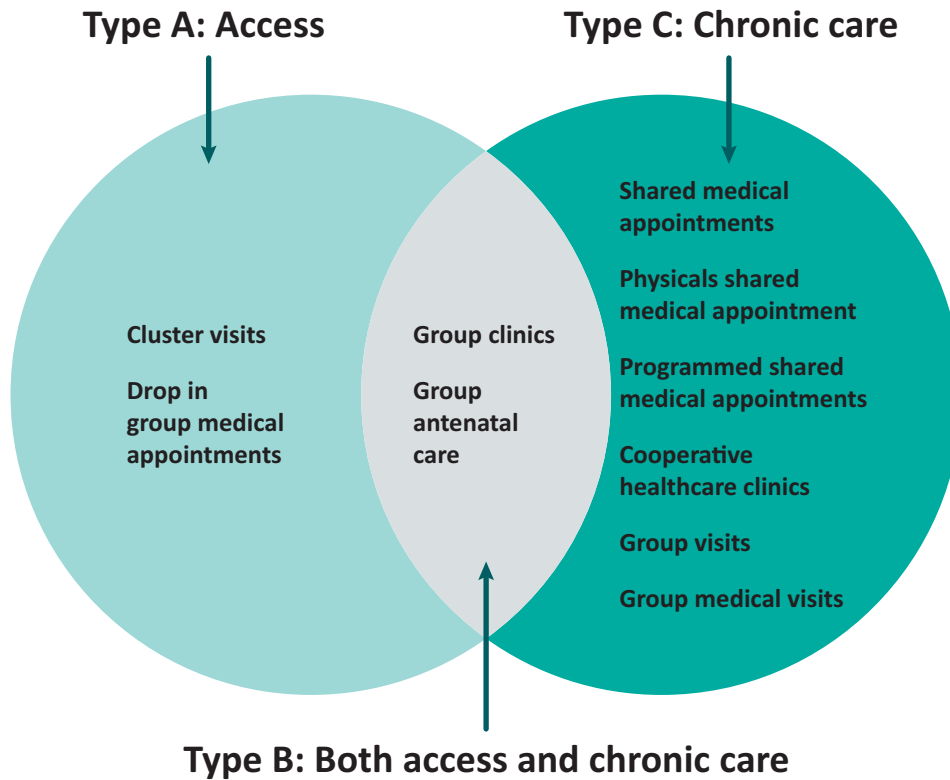 Type A: Access
Type C: Chronic care
Cluster visits
Drop in
group medical
appointments
Group clinics
Group
antenatal
care
Shared medical
appointments
Physicals shared
medical appointment
Programmed shared
medical appointments
Cooperative
healthcare clinics
Group visits
Group medical visits
Type B: Both access and chronic care